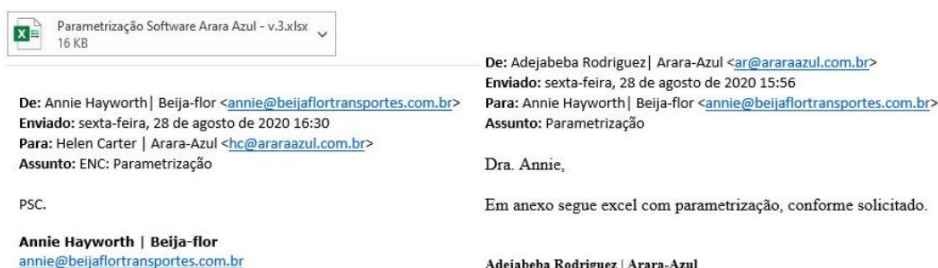 Parametrização Software Arara Azul - v.3.xlsx
16 KB
De: Annie Hayworth| Beija-flor <annie@beijaflortransportes.com.br>
Enviado: sexta-feira, 28 de agosto de 2020 16:30
Para: Helen Carter | Arara-Azul <hc@araraazul.com.br>
Assunto: ENC: Parametrização
PSC.
Annie Hayworth | Beija-flor
annie@beijaflortransportes.com.br
De: Adejabeba Rodriguez| Arara-Azul <ar@araraazul.com.br>
Enviado: sexta-feira, 28 de agosto de 2020 15:56
Para: Annie Hayworth| Beija-flor <annie@beijaflortransportes.com.br>
Assunto: Parametrização
Dra. Annie,
Em anexo segue excel com parametrização, conforme solicitado.
Adejabeba Rodriguez | Arara-Azul